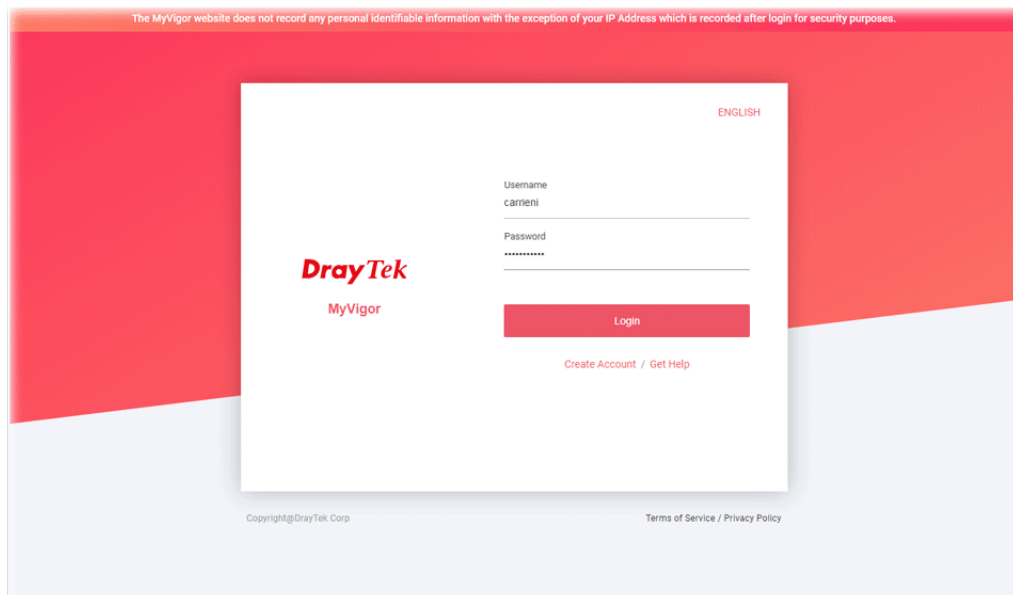 The MyVigor website does not record any personal identifiable information with the exception of your IP Address which is recorded after login for security purposes.
ENGLISH
Username
carrieni
Password
•••••••••••
DrayTek
MyVigor
Login
Create Account / Get Help
Copyright@DrayTek Corp
Terms of Service / Privacy Policy